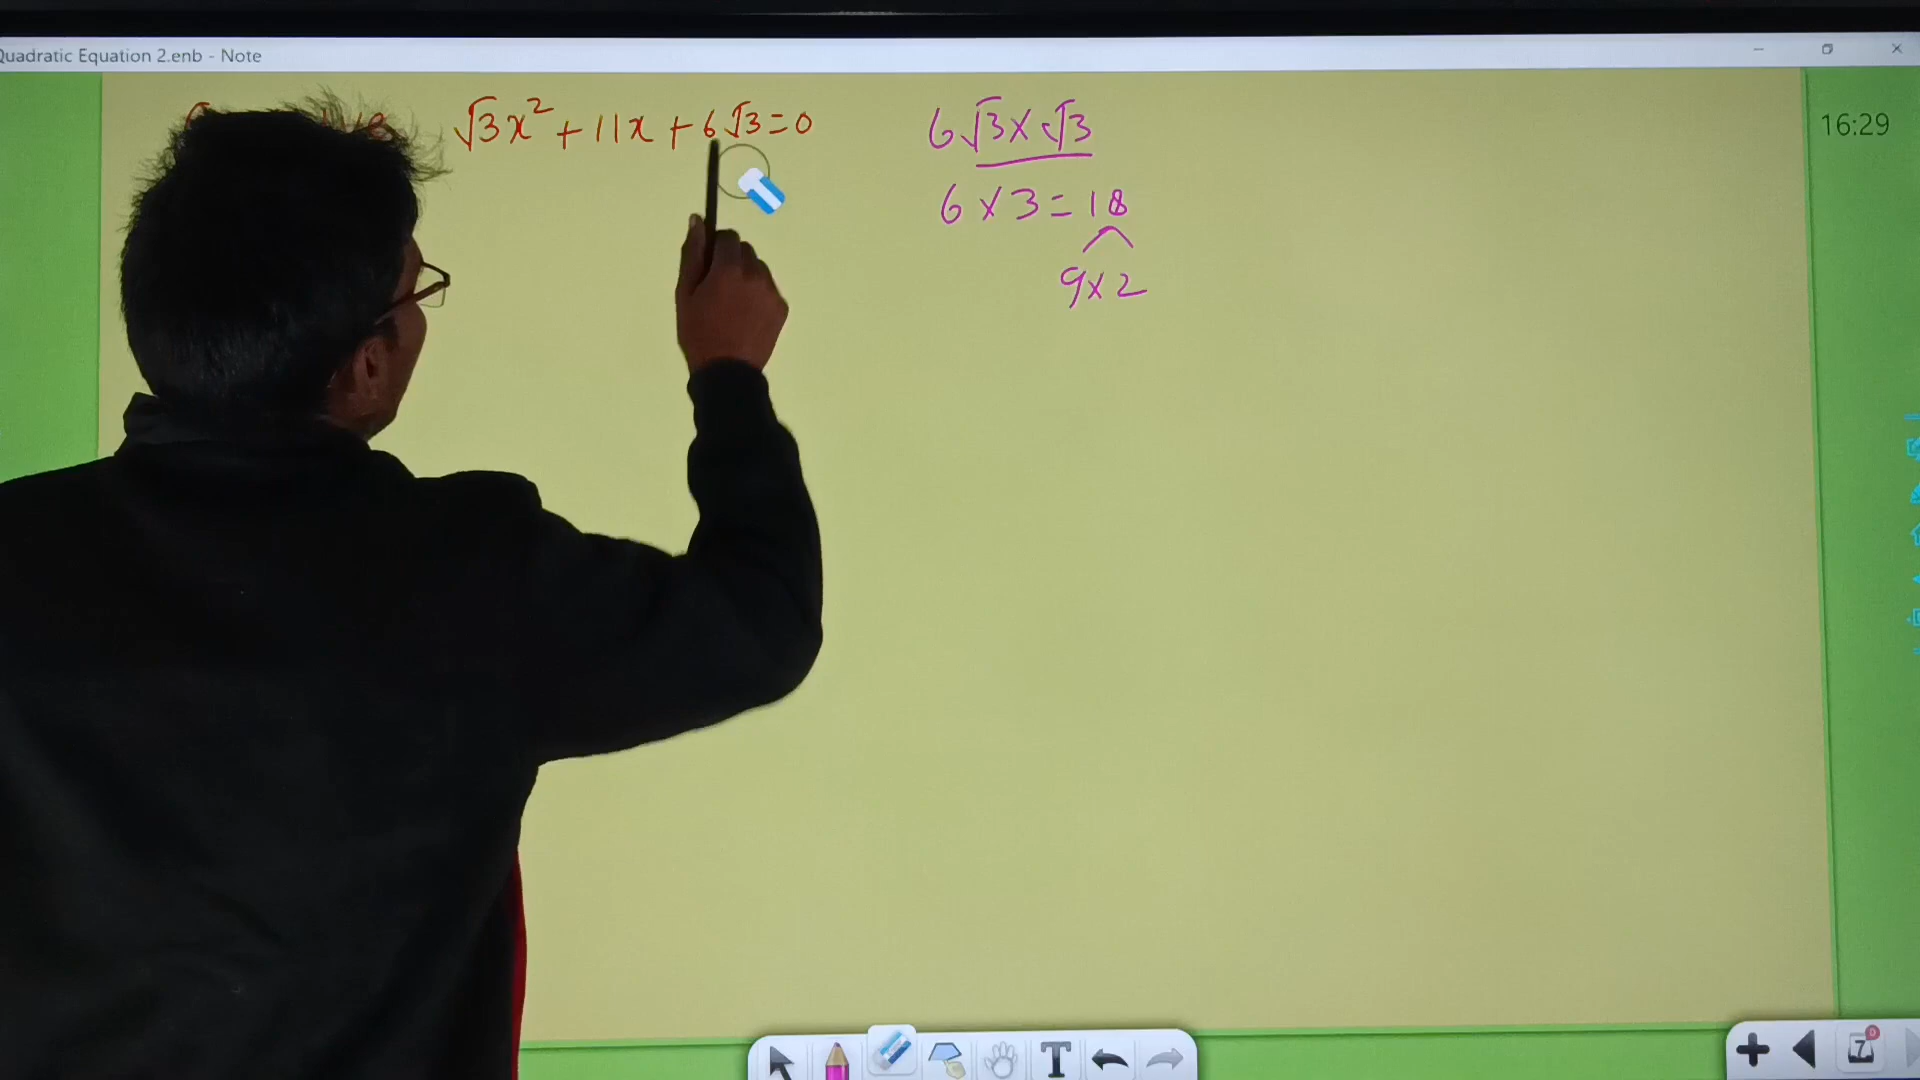 Quadratic Equation 2.enb - Note
√3x² + 11x + 6√3 = 0
6√3 x √3
16:29
6 x 3 = 18
9 x 2
T
7